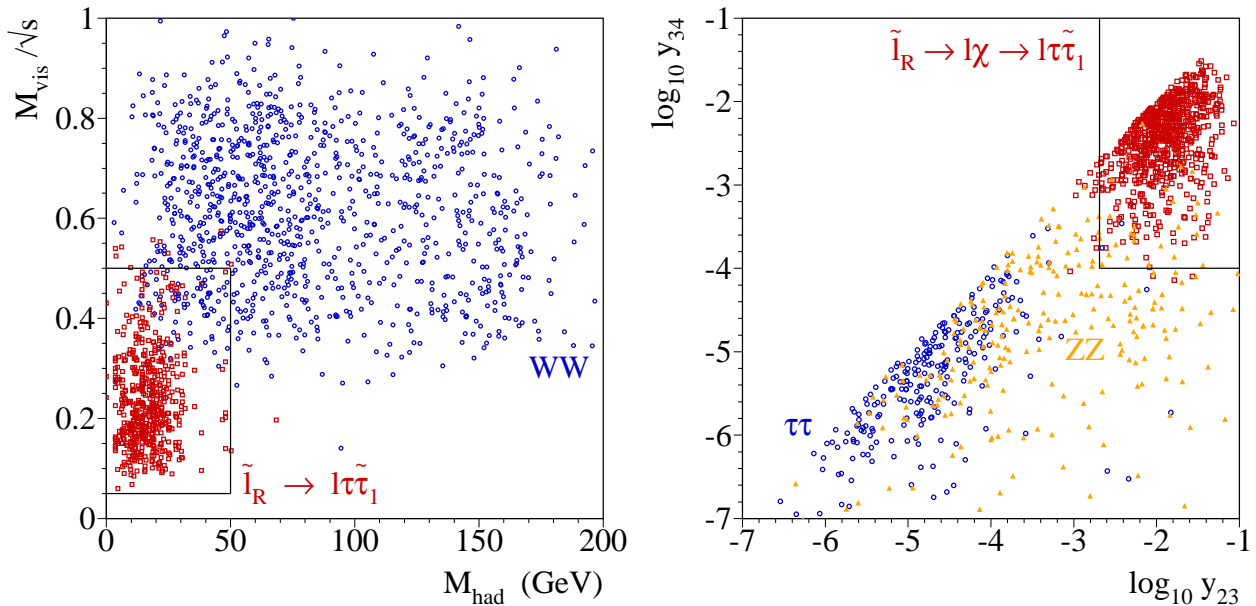 M_vis /√s
1
0.8
0.6
0.4
0.2
0
WW
l̃_R → lττ̃_1
0 50 100 150 200
M_had (GeV)
log_10 y_34
-1
-2
-3
-4
-5
-6
-7
l̃_R → lχ → lττ̃_1
ZZ
ττ
-7 -6 -5 -4 -3 -2 -1
log_10 y_23